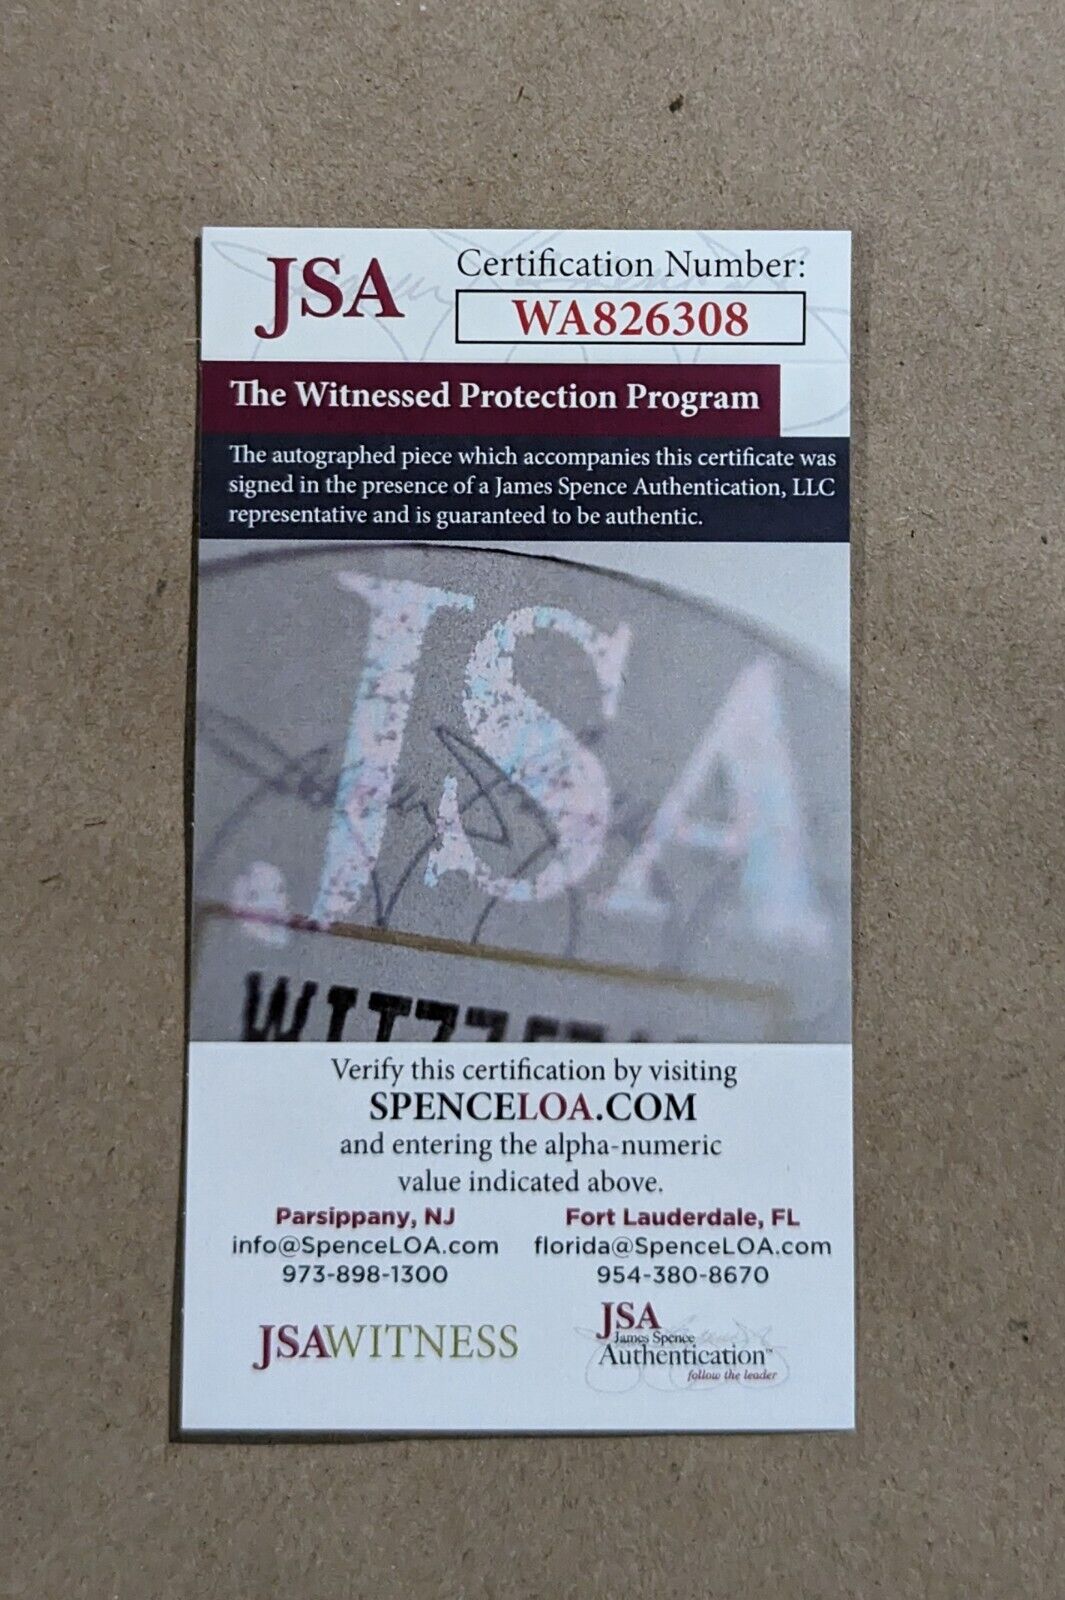 JSA
Certification Number:
WA826308
The Witnessed Protection Program
The autographed piece which accompanies this certificate was
signed in the presence of a James Spence Authentication, LLC
representative and is guaranteed to be authentic.
JSA
Verify this certification by visiting
SPENCELOA.COM
and entering the alpha-numeric
value indicated above.
Parsippany, NJ
info@SpenceLOA.com
973-898-1300
Fort Lauderdale, FL
florida@SpenceLOA.com
954-380-8670
JSAWITNESS
JSA
James Spence
Authentication™
follow the leader